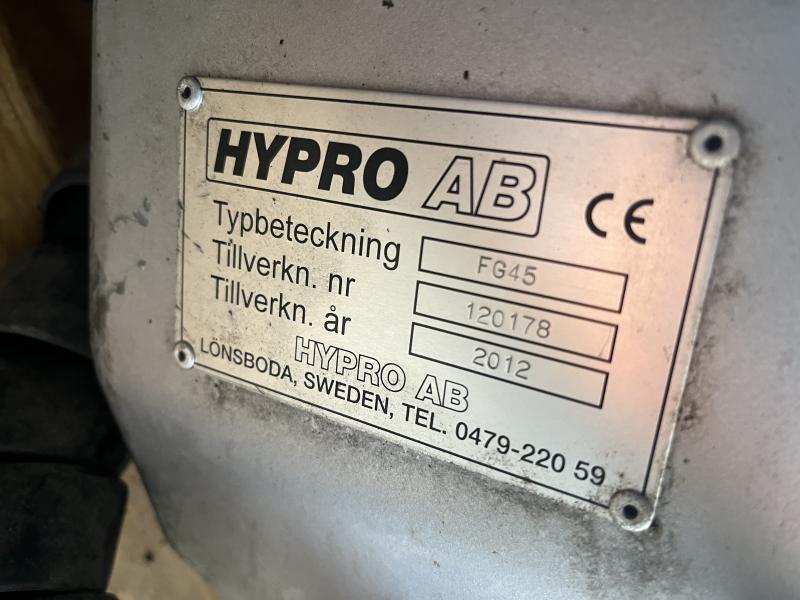 HYPRO AB
CE
Typbeteckning FG45
Tillverkn. nr 120178
Tillverkn. år 2012
HYPRO AB
LÖNSBODA, SWEDEN, TEL. 0479-220 59